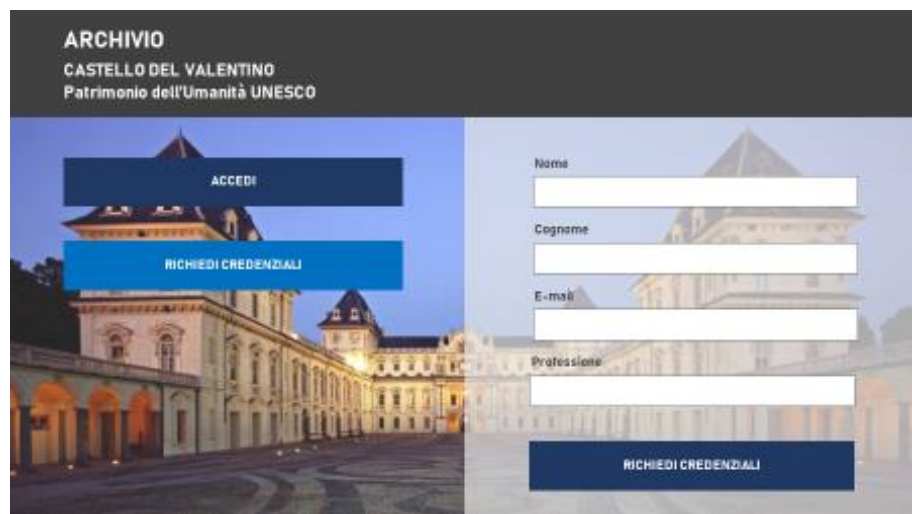 ARCHIVIO
CASTELLO DEL VALENTINO
Patrimonio dell'Umanità UNESCO
ACCEDI
RICHIEDI CREDENZIALI
Nome
Cognome
E-mail
Professione
RICHIEDI CREDENZIALI